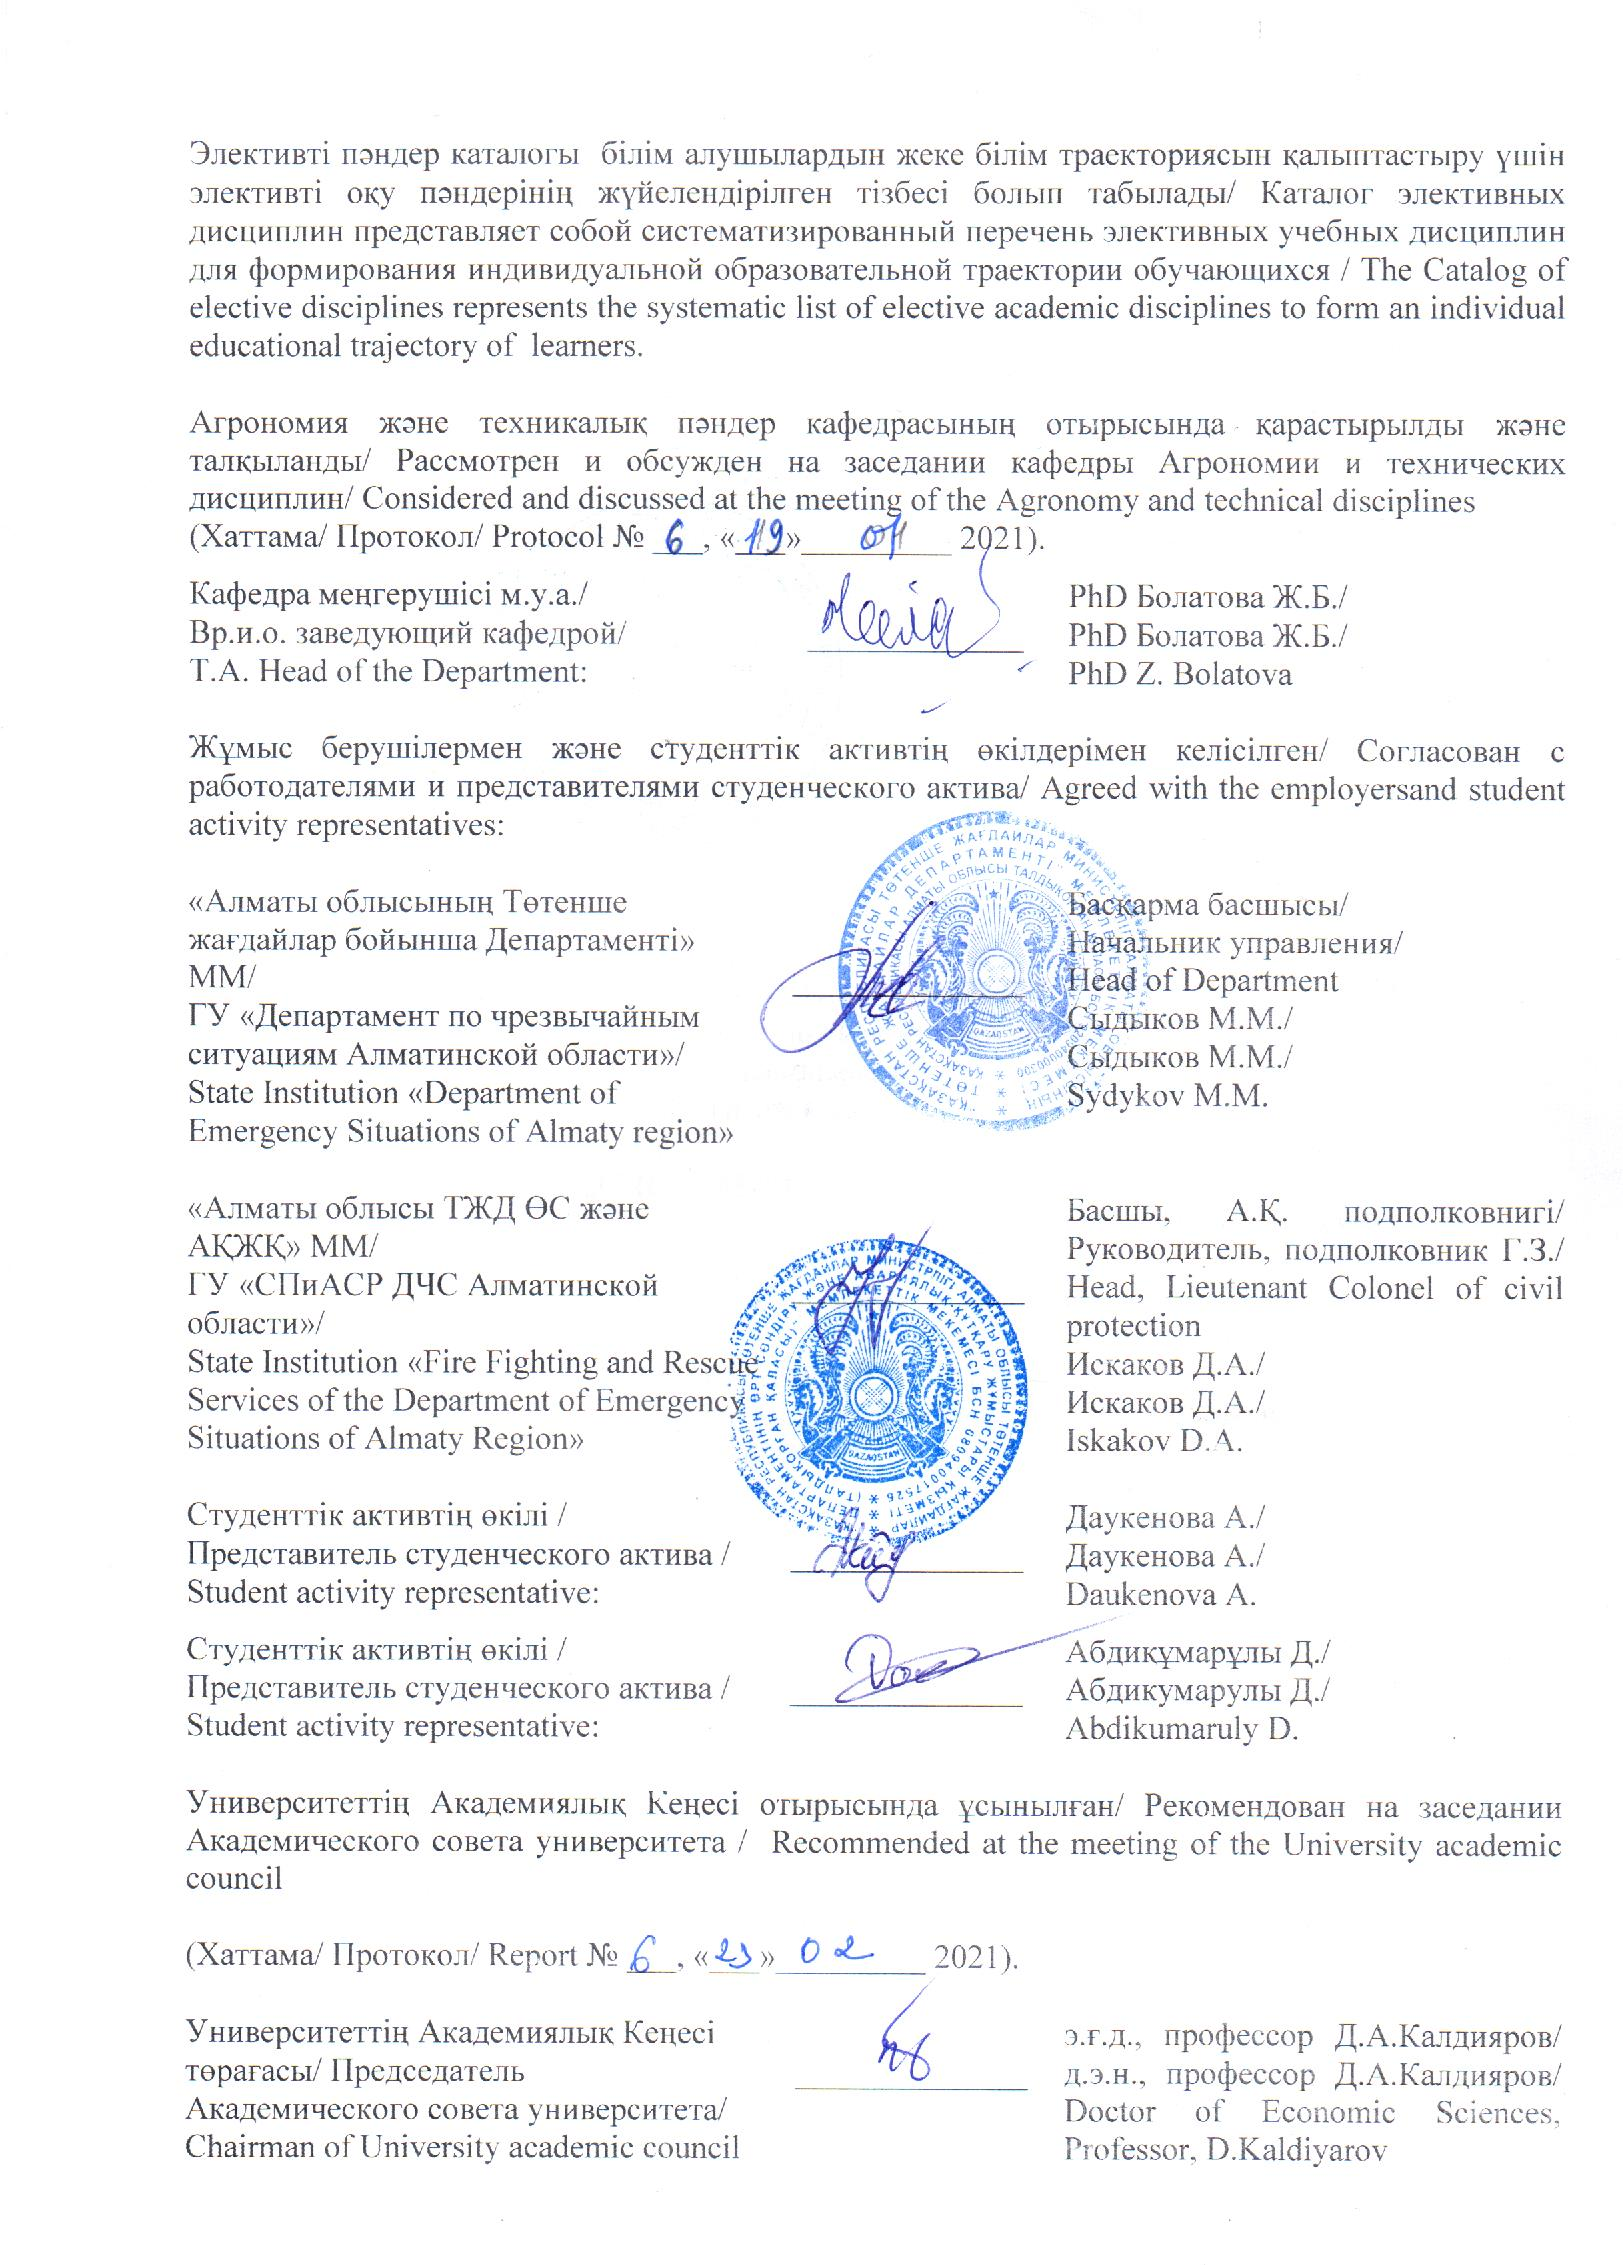 Элективті пәндер каталогы білім алушылардын жеке білім траекториясын қалыптастыру үшін
элективті оқу пәндерінің жүйелендірілген тізбесі болып табылады/ Каталог элективных
дисциплин представляет собой систематизированный перечень элективных учебных дисциплин
для формирования индивидуальной образовательной траектории обучающихся / The Catalog of
elective disciplines represents the systematic list of elective academic disciplines to form an individual
educational trajectory of learners.
Агрономия және техникалық пәндер кафедрасының отырысында қарастырылды және
талқыланды/ Рассмотрен и обсужден на заседании кафедры Агрономии и технических
дисциплин/ Considered and discussed at the meeting of the Agronomy and technical disciplines
(Хаттама/ Протокол/ Protocol № 6, «19» 2021).
Кафедра меңгерушісі м.у.а./
Вр.и.о. заведующий кафедрой/
T.A. Head of the Department:
PhD Болатова Ж.Б./
PhD Болатова Ж.Б./
PhD Z. Bolatova
Жұмыс берушілермен және студенттік активтің өкілдерімен келісілген/ Согласован с
работодателями и представителями студенческого актива/ Agreed with the employersand student
activity representatives:
«Алматы облысының Төтенше
жағдайлар бойынша Департаменті»
ММ/
ГУ «Департамент по чрезвычайным
ситуациям Алматинской области»/
State Institution «Department of
Emergency Situations of Almaty region»
Басқарма басшысы/
Начальник управления/
Head of Department
Сыдыков М.М./
Сыдыков М.М./
Sydykov M.M.
QAZAQSTAN
«Алматы облысы ТЖД ӨС және
АҚЖҚ» ММ/
ГУ «СПиАСР ДЧС Алматинской
области»/
State Institution «Fire Fighting and Rescue
Services of the Department of Emergency
Situations of Almaty Region»
Басшы, А.Қ. подполковнигі/
Руководитель, подполковник Г.З./
Head, Lieutenant Colonel of civil
protection
Искаков Д.А./
Искаков Д.А./
Iskakov D.A.
QAZAQSTAN
Студенттік активтің өкілі /
Представитель студенческого актива /
Student activity representative:
Даукенова А./
Даукенова А./
Daukenova A.
Студенттік активтің өкілі /
Представитель студенческого актива /
Student activity representative:
Абдиқұмарұлы Д./
Абдикумарулы Д./
Abdikumaruly D.
Университеттің Академиялық Кеңесі отырысында ұсынылған/ Рекомендован на заседании
Академического совета университета / Recommended at the meeting of the University academic
council
(Хаттама/ Протокол/ Report № 6, «23» 02 2021).
Университеттің Академиялық Кеңесі
төрағасы/ Председатель
Академического совета университета/
Chairman of University academic council
э.ғ.д., профессор Д.А.Калдияров/
д.э.н., профессор Д.А.Калдияров/
Doctor of Economic Sciences,
Professor, D.Kaldiyarov